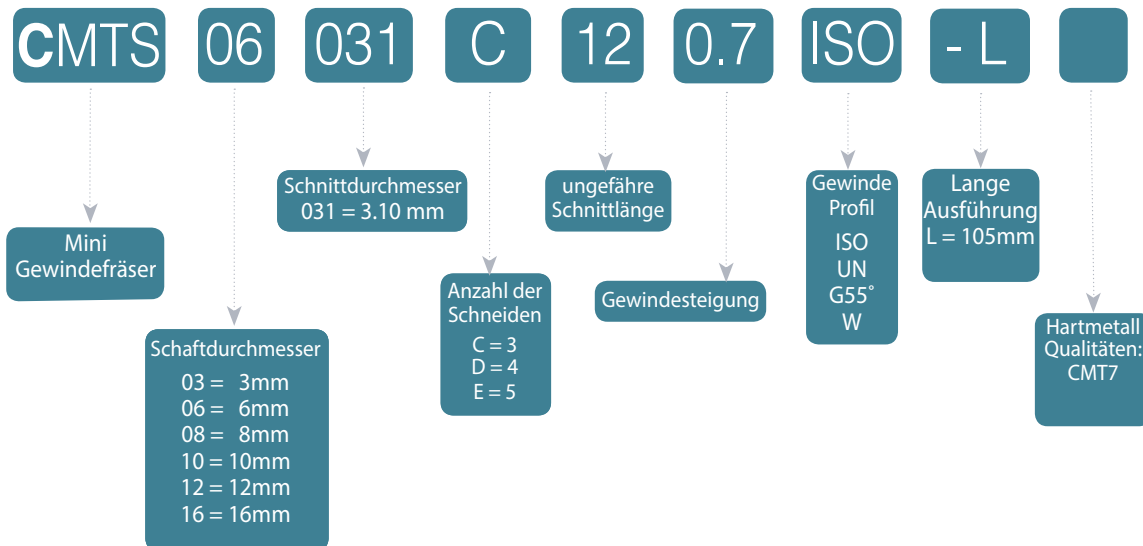 CMTS 06 031 C 12 0.7 ISO - L
Mini
Gewindefräser
Schaftdurchmesser
03 = 3mm
06 = 6mm
08 = 8mm
10 = 10mm
12 = 12mm
16 = 16mm
Schnittdurchmesser
031 = 3.10 mm
Anzahl der
Schneiden
C = 3
D = 4
E = 5
ungefähre
Schnittlänge
Gewindesteigung
Gewinde
Profil
ISO
UN
G55°
W
Lange
Ausführung
L = 105mm
Hartmetall
Qualitäten:
CMT7